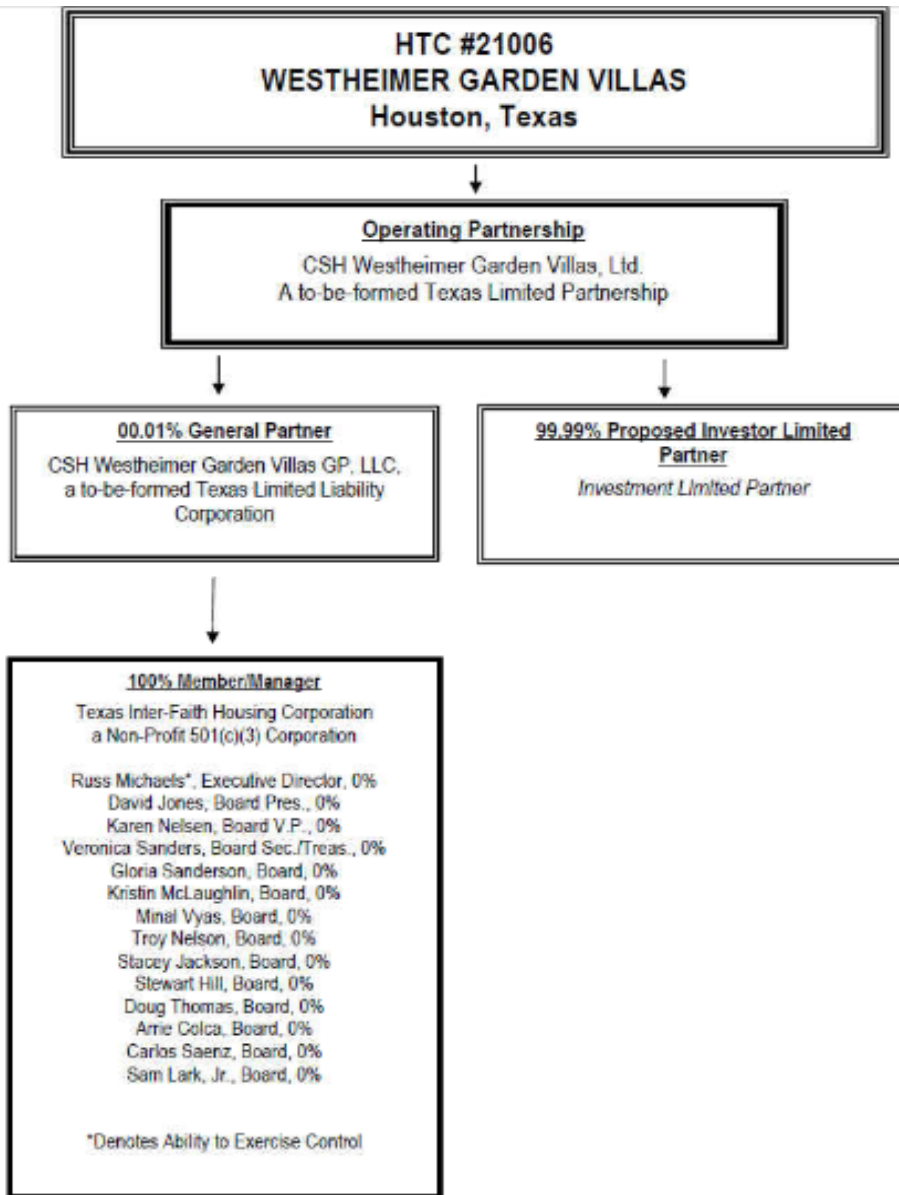 HTC #21006
WESTHEIMER GARDEN VILLAS
Houston, Texas
Operating Partnership
CSH Westheimer Garden Villas, Ltd.
A to-be-formed Texas Limited Partnership
00.01% General Partner
CSH Westheimer Garden Villas GP, LLC,
a to-be-formed Texas Limited Liability
Corporation
99.99% Proposed Investor Limited
Partner
Investment Limited Partner
100% Member/Manager
Texas Inter-Faith Housing Corporation
a Non-Profit 501(c)(3) Corporation
Russ Michaels*, Executive Director, 0%
David Jones, Board Pres., 0%
Karen Nelsen, Board V.P., 0%
Veronica Sanders, Board Sec./Treas., 0%
Gloria Sanderson, Board, 0%
Kristin McLaughlin, Board, 0%
Minal Vyas, Board, 0%
Troy Nelson, Board, 0%
Stacey Jackson, Board, 0%
Stewart Hill, Board, 0%
Doug Thomas, Board, 0%
Arrie Colca, Board, 0%
Carlos Saenz, Board, 0%
Sam Lark, Jr., Board, 0%
*Denotes Ability to Exercise Control